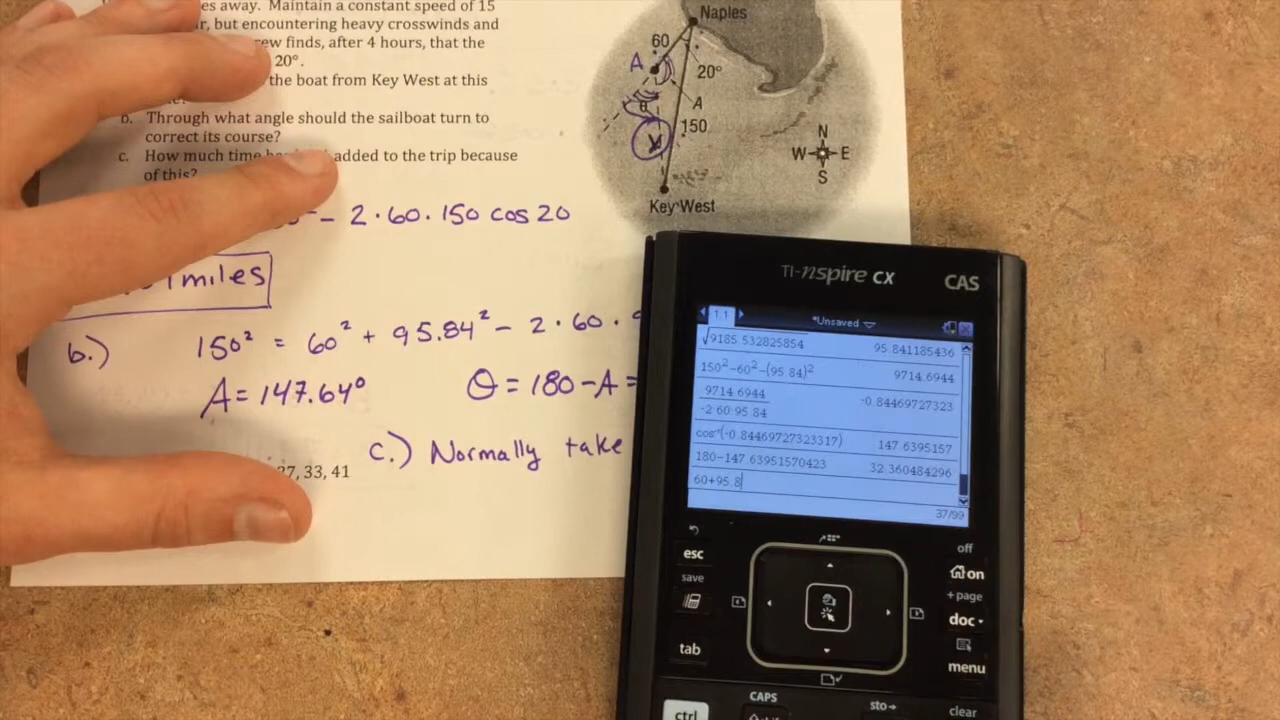 es away. Maintain a constant speed of 15
r, but encountering heavy crosswinds and
rew finds, after 4 hours, that the
20°.
the boat from Key West at this
b. Through what angle should the sailboat turn to
correct its course?
c. How much time added to the trip because
of this?
Naples
60
A
20°
A
θ
150
N
W E
S
Key West
- 2 · 60 · 150 cos 20
miles
b.) 150² = 60² + 95.84² - 2 · 60 ·
A = 147.64° θ = 180 - A =
c.) Normally take
27, 33, 41
TI-nspire CX
CAS
1.1
*Unsaved
√9185.532825854 95.841185436
150²-60²-(95.84)² 9714.6944
9714.6944
-2·60·95.84
-0.84469727323
cos⁻¹(-0.84469727323317) 147.6395157
180-147.63951570423 32.360484296
60+95.8
37/99
esc
save
tab
off
on
+page
doc
menu
CAPS
ctrl
sto→
clear